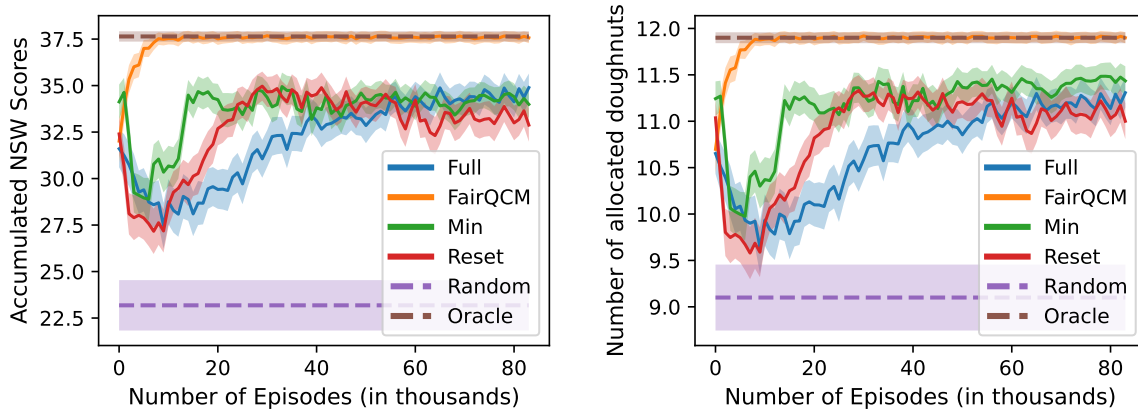 Accumulated NSW Scores
37.5
35.0
32.5
30.0
27.5
25.0
22.5
0
20
40
60
80
Number of Episodes (in thousands)
Full
FairQCM
Min
Reset
Random
Oracle
Number of allocated doughnuts
12.0
11.5
11.0
10.5
10.0
9.5
9.0
0
20
40
60
80
Number of Episodes (in thousands)
Full
FairQCM
Min
Reset
Random
Oracle